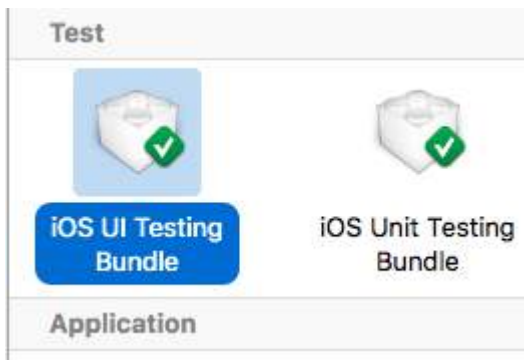 Test
iOS UI Testing
Bundle
iOS Unit Testing
Bundle
Application